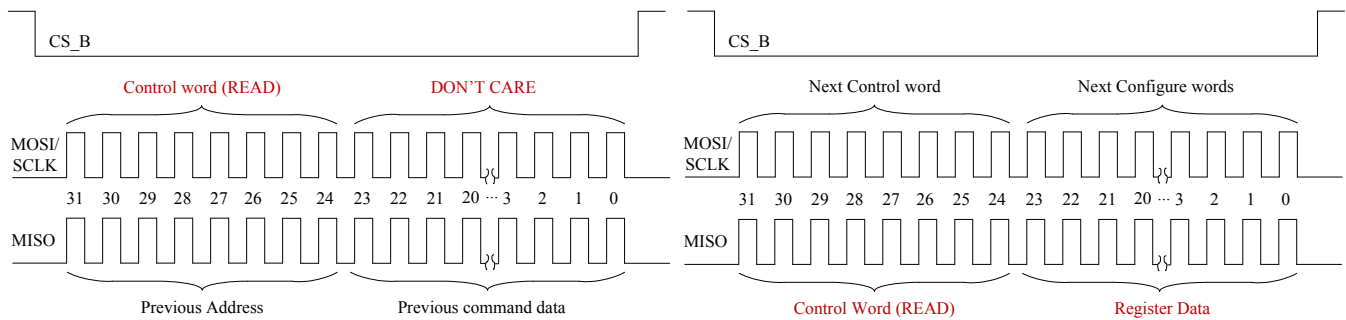 CS_B
Control word (READ) DON'T CARE
MOSI/
SCLK
31 30 29 28 27 26 25 24 23 22 21 20 ··· 3 2 1 0
MISO
Previous Address Previous command data
CS_B
Next Control word Next Configure words
MOSI/
SCLK
31 30 29 28 27 26 25 24 23 22 21 20 ··· 3 2 1 0
MISO
Control Word (READ) Register Data